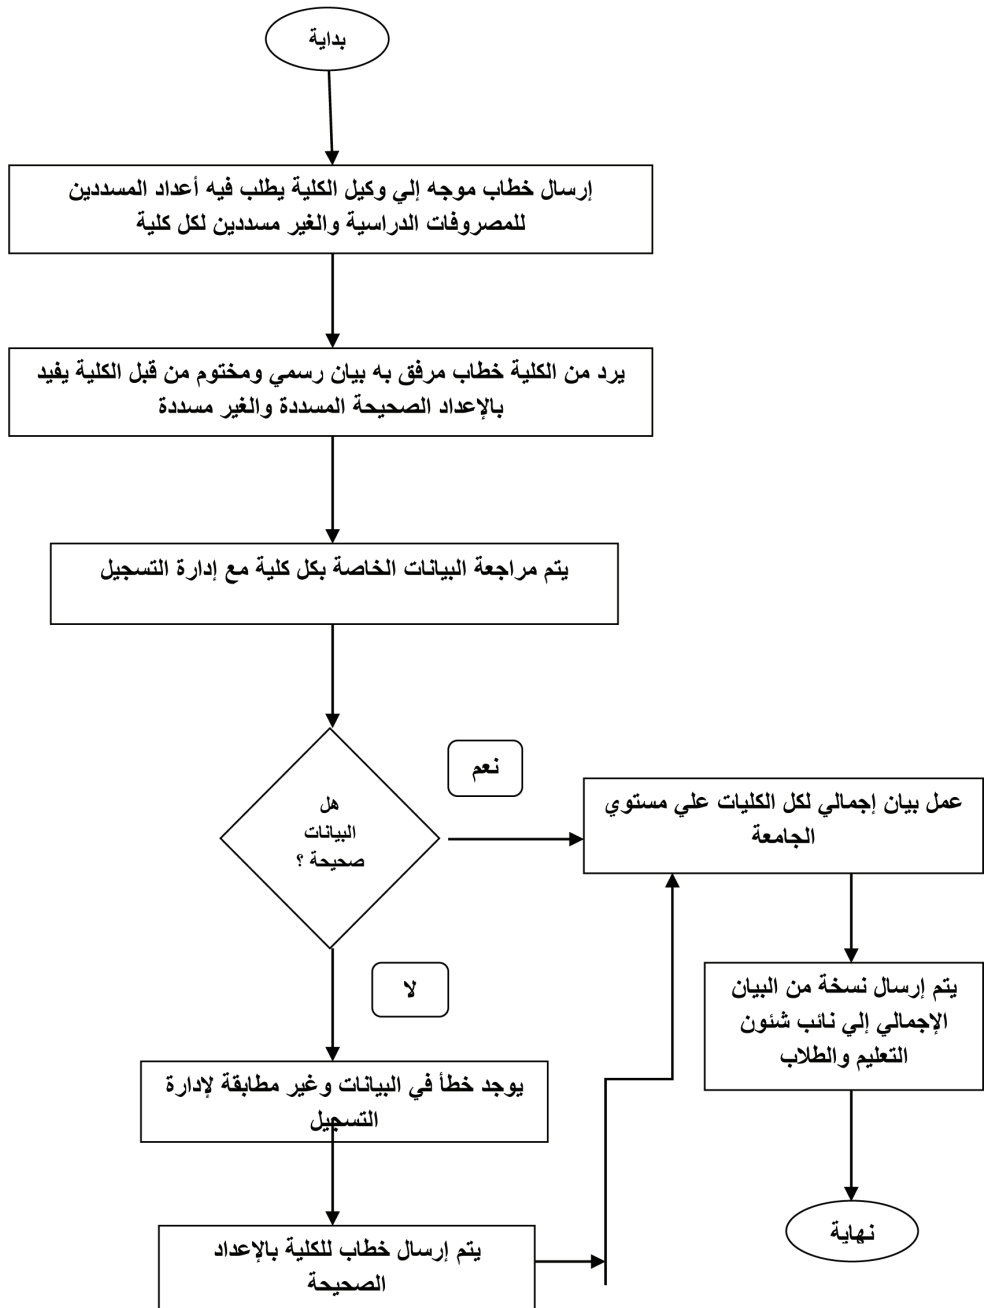 بداية
إرسال خطاب موجه إلي وكيل الكلية يطلب فيه أعداد المسددين
للمصروفات الدراسية والغير مسددين لكل كلية
يرد من الكلية خطاب مرفق به بيان رسمي ومختوم من قبل الكلية يفيد
بالإعداد الصحيحة المسددة والغير مسددة
يتم مراجعة البيانات الخاصة بكل كلية مع إدارة التسجيل
هل
البيانات
صحيحة ؟
نعم
عمل بيان إجمالي لكل الكليات علي مستوي
الجامعة
لا
يتم إرسال نسخة من البيان
الإجمالي إلي نائب شئون
التعليم والطلاب
يوجد خطأ في البيانات وغير مطابقة لإدارة
التسجيل
يتم إرسال خطاب للكلية بالإعداد
الصحيحة
نهاية